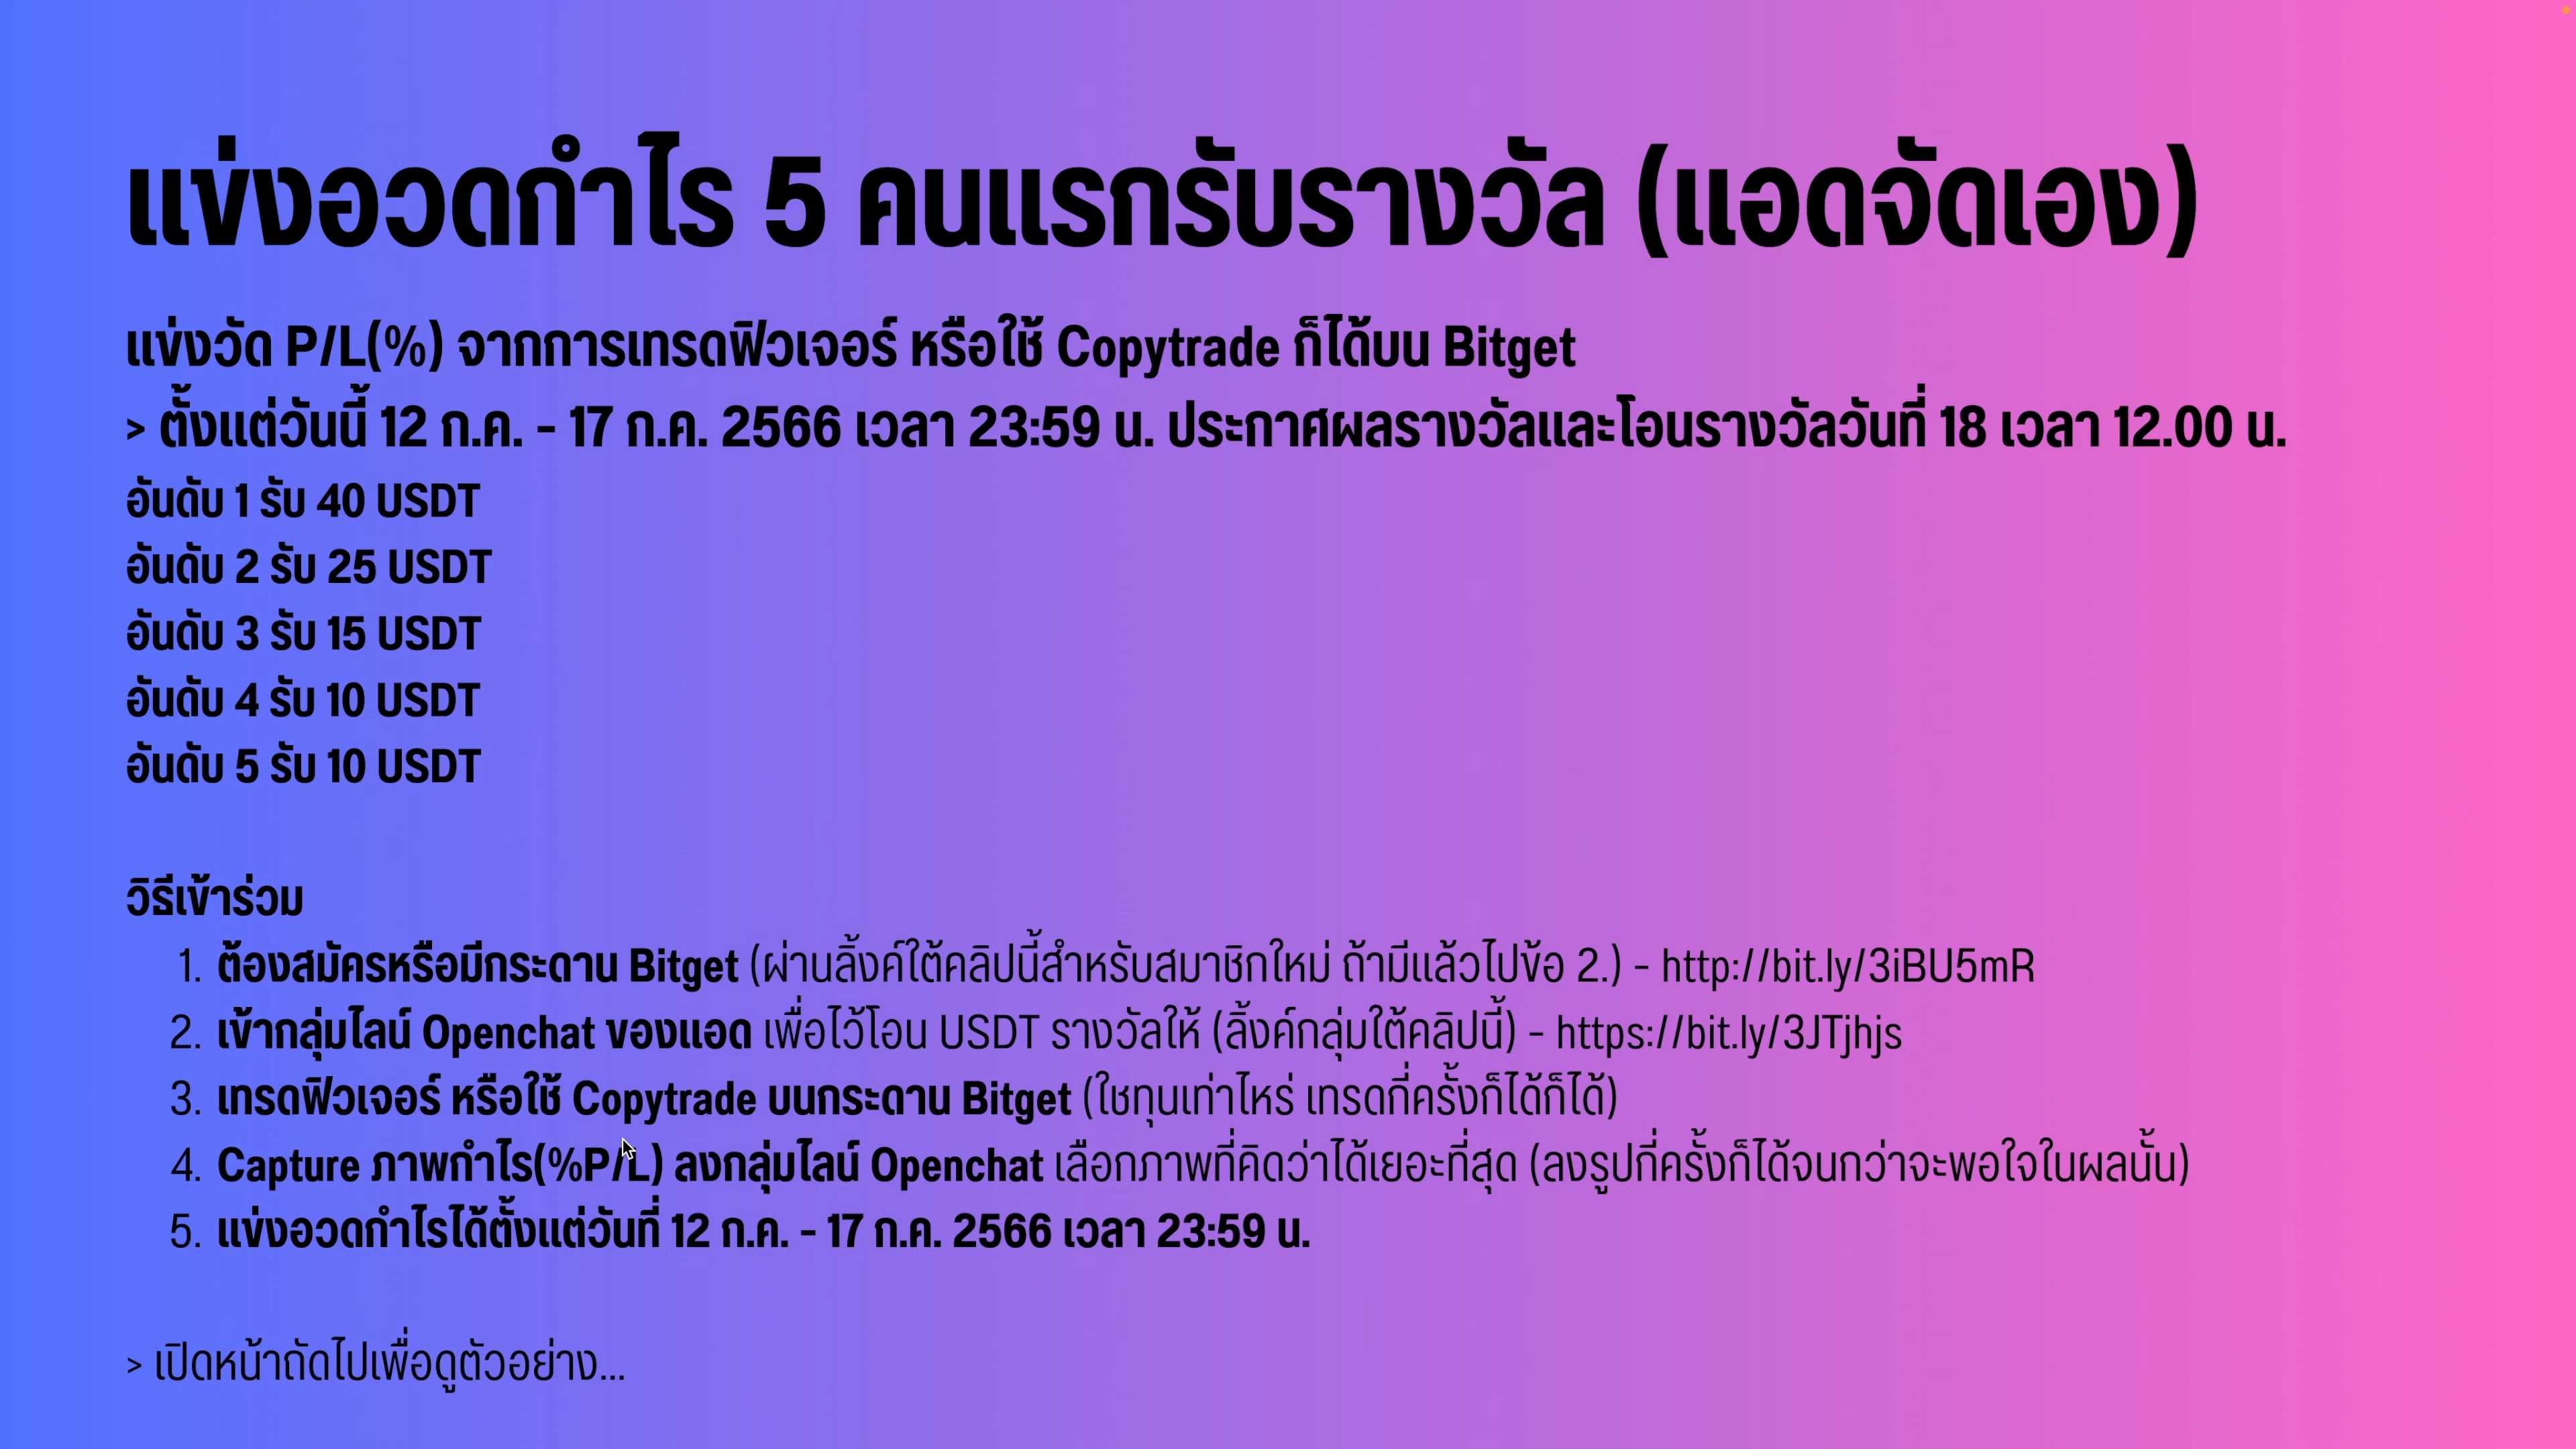 แข่งอวดกำไร 5 คนแรกรับรางวัล (แอดจัดเอง)
แข่งวัด P/L(%) จากการเทรดฟิวเจอร์ หรือใช้ Copytrade ก็ได้บน Bitget
> ตั้งแต่วันนี้ 12 ก.ค. - 17 ก.ค. 2566 เวลา 23:59 น. ประกาศผลรางวัลและโอนรางวัลวันที่ 18 เวลา 12.00 น.
อันดับ 1 รับ 40 USDT
อันดับ 2 รับ 25 USDT
อันดับ 3 รับ 15 USDT
อันดับ 4 รับ 10 USDT
อันดับ 5 รับ 10 USDT
วิธีเข้าร่วม
1. ต้องสมัครหรือมีกระดาน Bitget (ผ่านลิ้งค์ใต้คลิปนี้สำหรับสมาชิกใหม่ ถ้ามีแล้วไปข้อ 2.) - http://bit.ly/3iBU5mR
2. เข้ากลุ่มไลน์ Openchat ของแอด เพื่อไว้โอน USDT รางวัลให้ (ลิ้งค์กลุ่มใต้คลิปนี้) - https://bit.ly/3JTjhjs
3. เทรดฟิวเจอร์ หรือใช้ Copytrade บนกระดาน Bitget (ใชทุนเท่าไหร่ เทรดกี่ครั้งก็ได้ก็ได้)
4. Capture ภาพกำไร(%P/L) ลงกลุ่มไลน์ Openchat เลือกภาพที่คิดว่าได้เยอะที่สุด (ลงรูปกี่ครั้งก็ได้จนกว่าจะพอใจในผลนั้น)
5. แข่งอวดกำไรได้ตั้งแต่วันที่ 12 ก.ค. - 17 ก.ค. 2566 เวลา 23:59 น.
> เปิดหน้าถัดไปเพื่อดูตัวอย่าง...